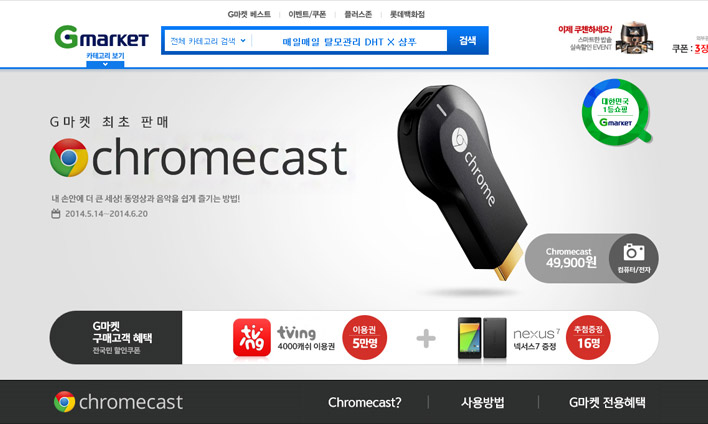 G마켓 베스트 | 이벤트/쿠폰 | 플러스존 | 롯데백화점
Gmarket
카테고리 보기
전체 카테고리 검색
매일매일 탈모관리 DHT X 샴푸
검색
이제 쿠첸하세요!
스마트한 밥솥
실속할인 EVENT
쿠폰 : 3장
G마켓 최초 판매
chromecast
내 손안에 더 큰 세상! 동영상과 음악을 쉽게 즐기는 방법!
2014.5.14~2014.6.20
chrome
대한민국
1등쇼핑
Gmarket
Chromecast
49,900원
컴퓨터/전자
G마켓
구매고객 혜택
전국민 할인쿠폰
tving
tving
4000캐쉬 이용권
이용권
5만명
+
nexus7
넥서스7 증정
추첨증정
16명
chromecast
Chromecast? | 사용방법 | G마켓 전용혜택